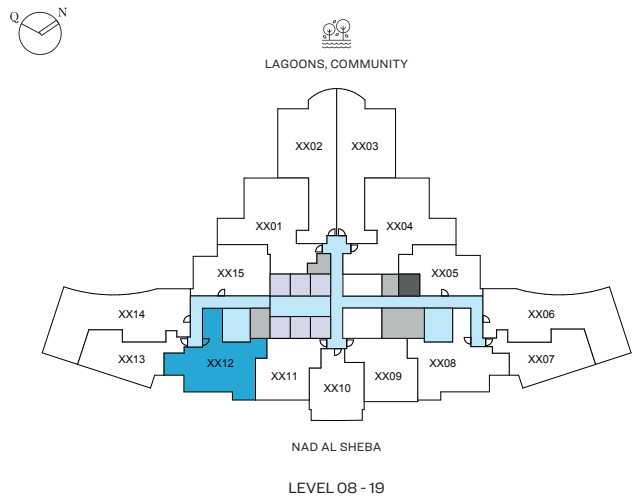 Q N
LAGOONS, COMMUNITY
XX02 XX03
XX01 XX04
XX15 XX05
XX14 XX06
XX13 XX12 XX11 XX10 XX09 XX08 XX07
NAD AL SHEBA
LEVEL 08 - 19